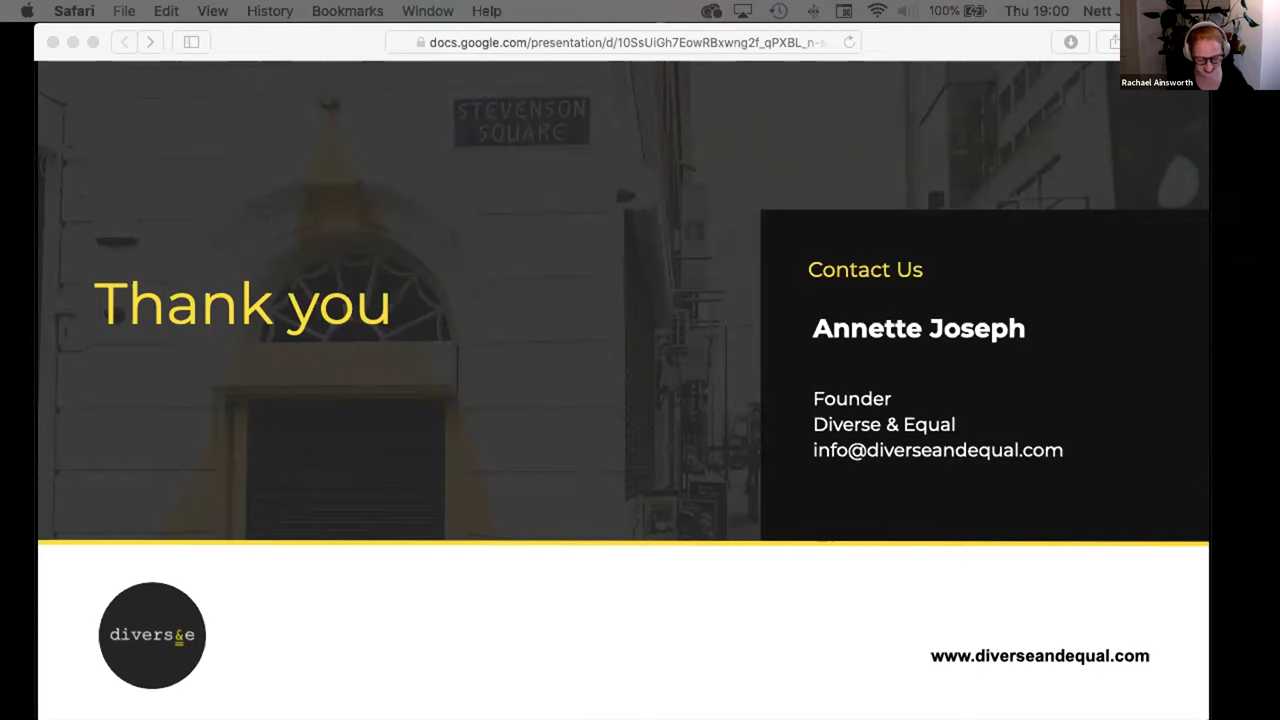 Safari File Edit View History Bookmarks Window Help 100% Thu 19:00 Nett J
docs.google.com/presentation/d/10SsUiGh7EowRBxwng2f_qPXBL_n-s
Rachael Ainsworth
STEVENSON
SQUARE
Thank you
Contact Us
Annette Joseph
Founder
Diverse & Equal
info@diverseandequal.com
divers&e
www.diverseandequal.com